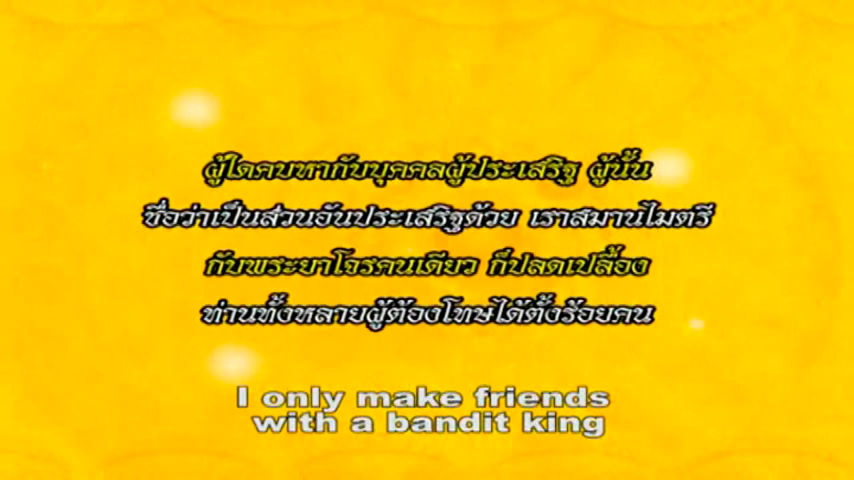 ผู้ใดคบหากับบุคคลผู้ประเสริฐ ผู้นั้น
ชื่อว่าเป็นส่วนอันประเสริฐด้วย เราสมานไมตรี
กับพระยาโจรคนเดียว ก็ปลดเปลื้อง
ท่านทั้งหลายผู้ต้องโทษได้ตั้งร้อยคน
I only make friends
with a bandit king